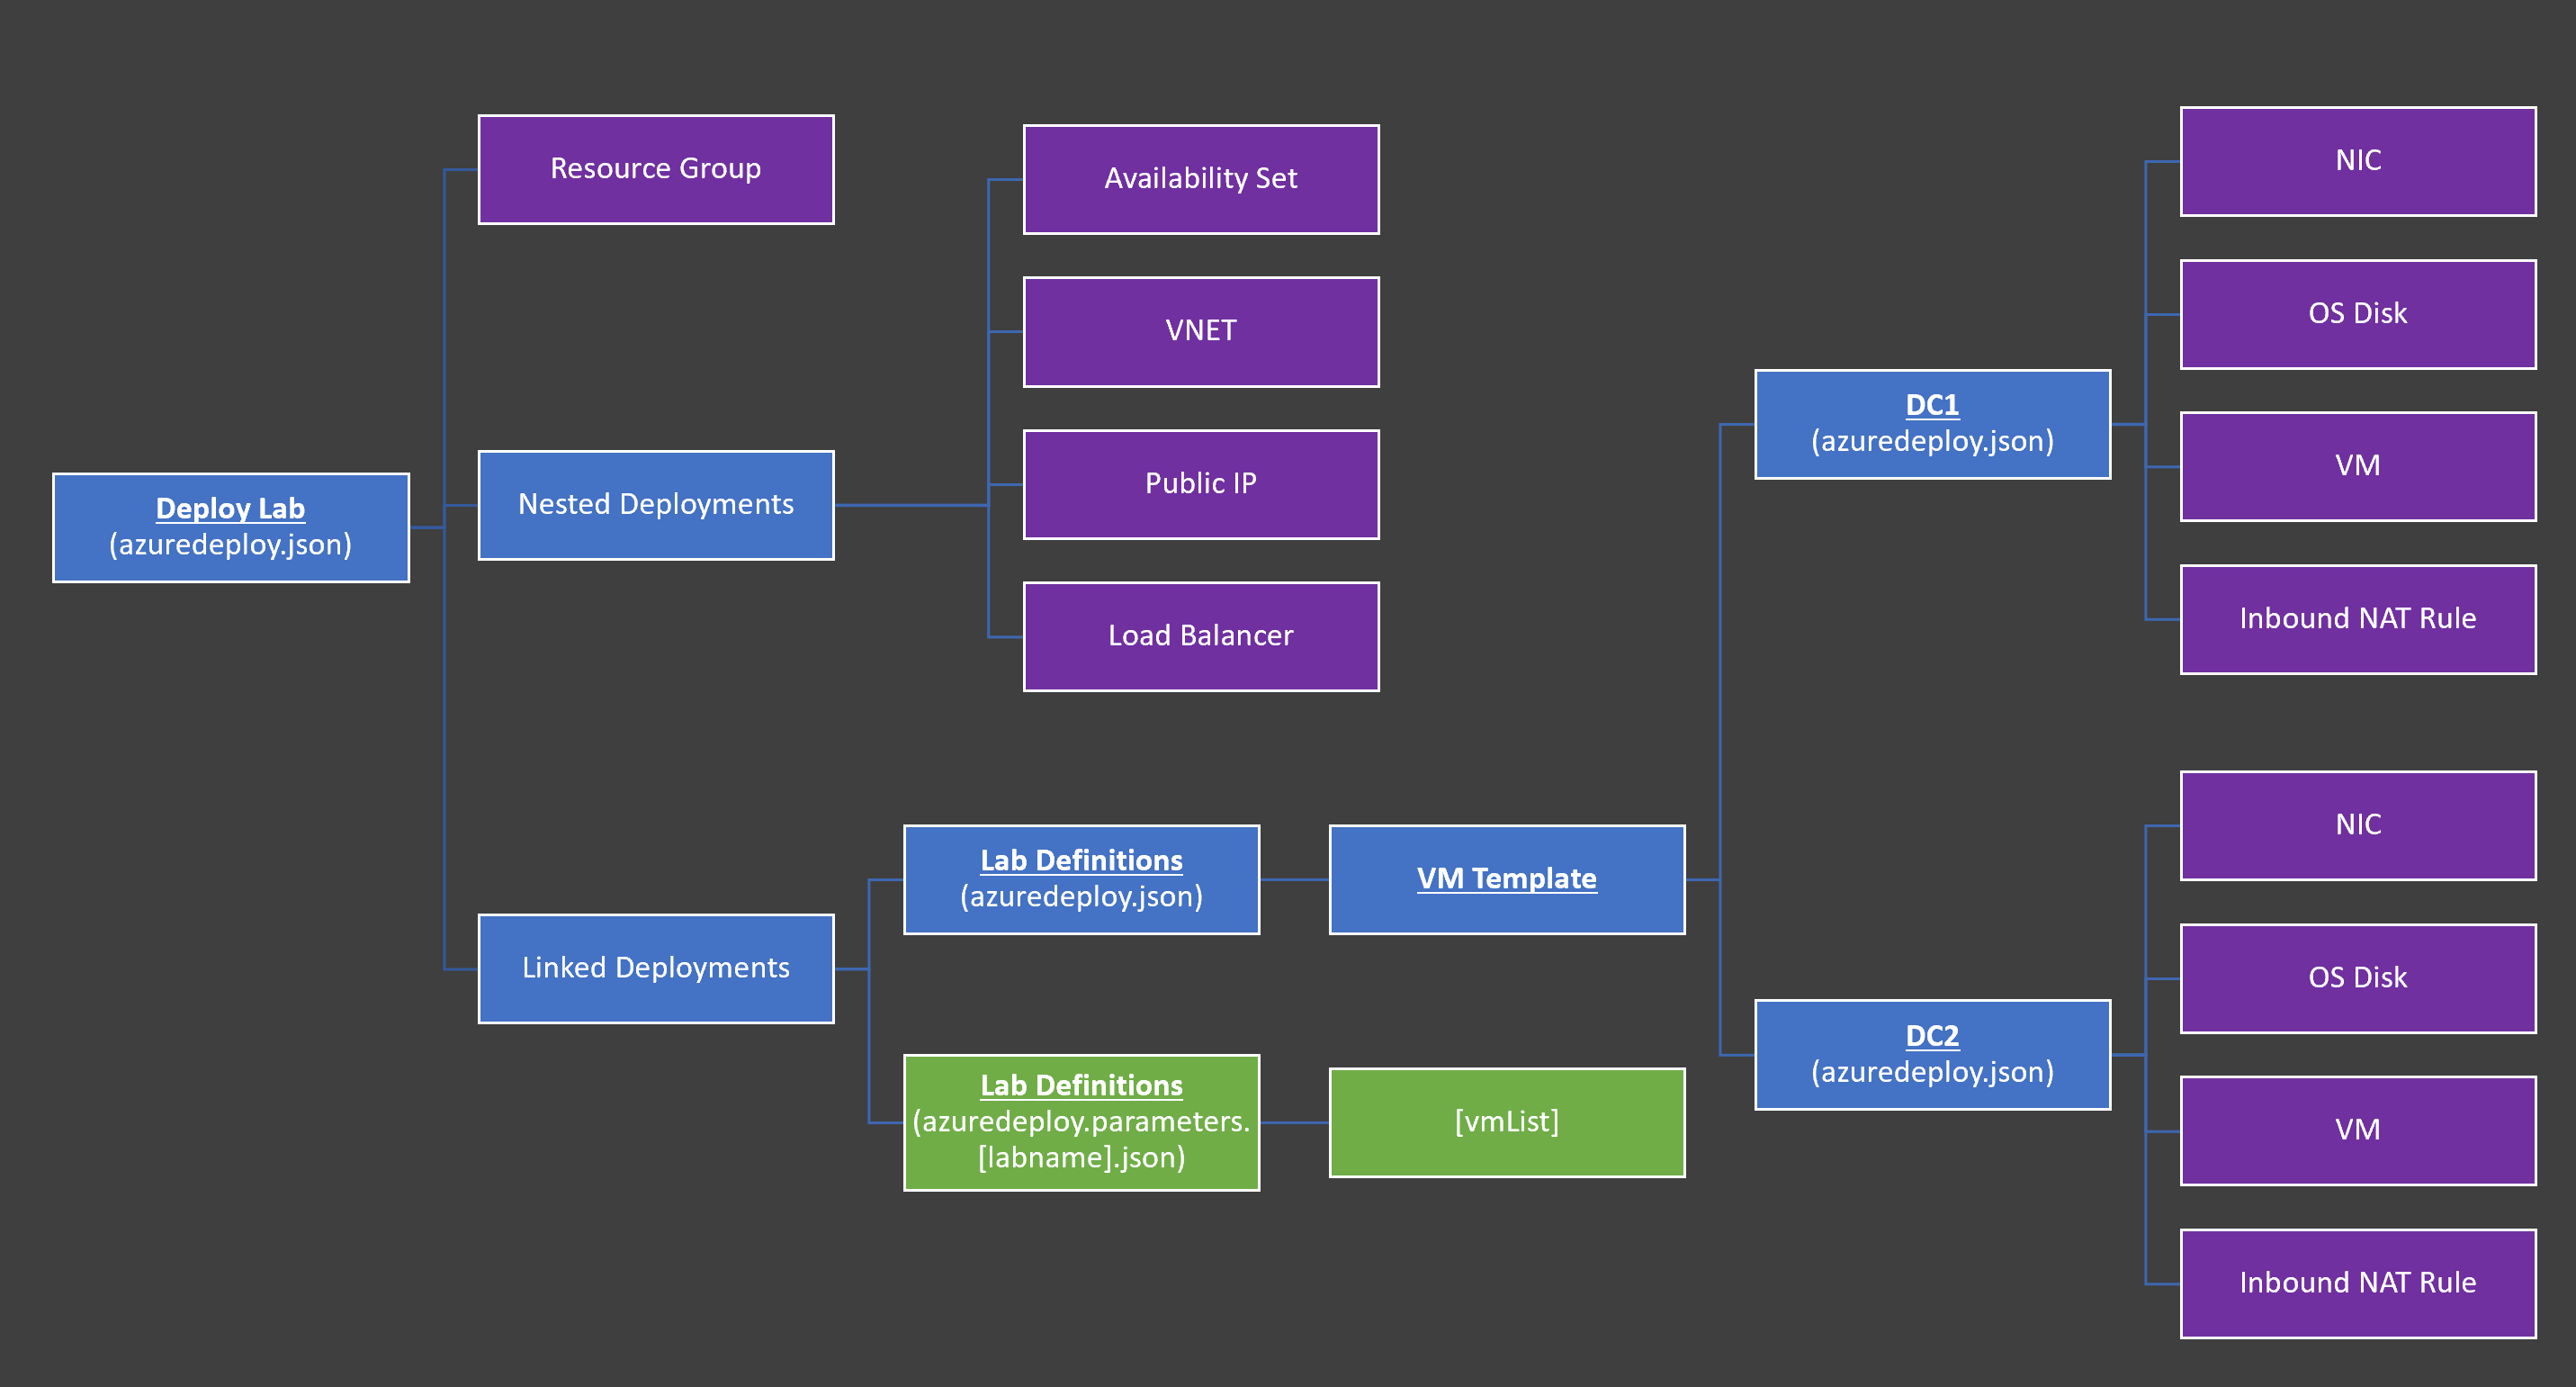 Deploy Lab
(azuredeploy.json)
Resource Group
Nested Deployments
Availability Set
VNET
Public IP
Load Balancer
Linked Deployments
Lab Definitions
(azuredeploy.json)
VM Template
Lab Definitions
(azuredeploy.parameters.
[labname].json)
[vmList]
DC1
(azuredeploy.json)
NIC
OS Disk
VM
Inbound NAT Rule
DC2
(azuredeploy.json)
NIC
OS Disk
VM
Inbound NAT Rule